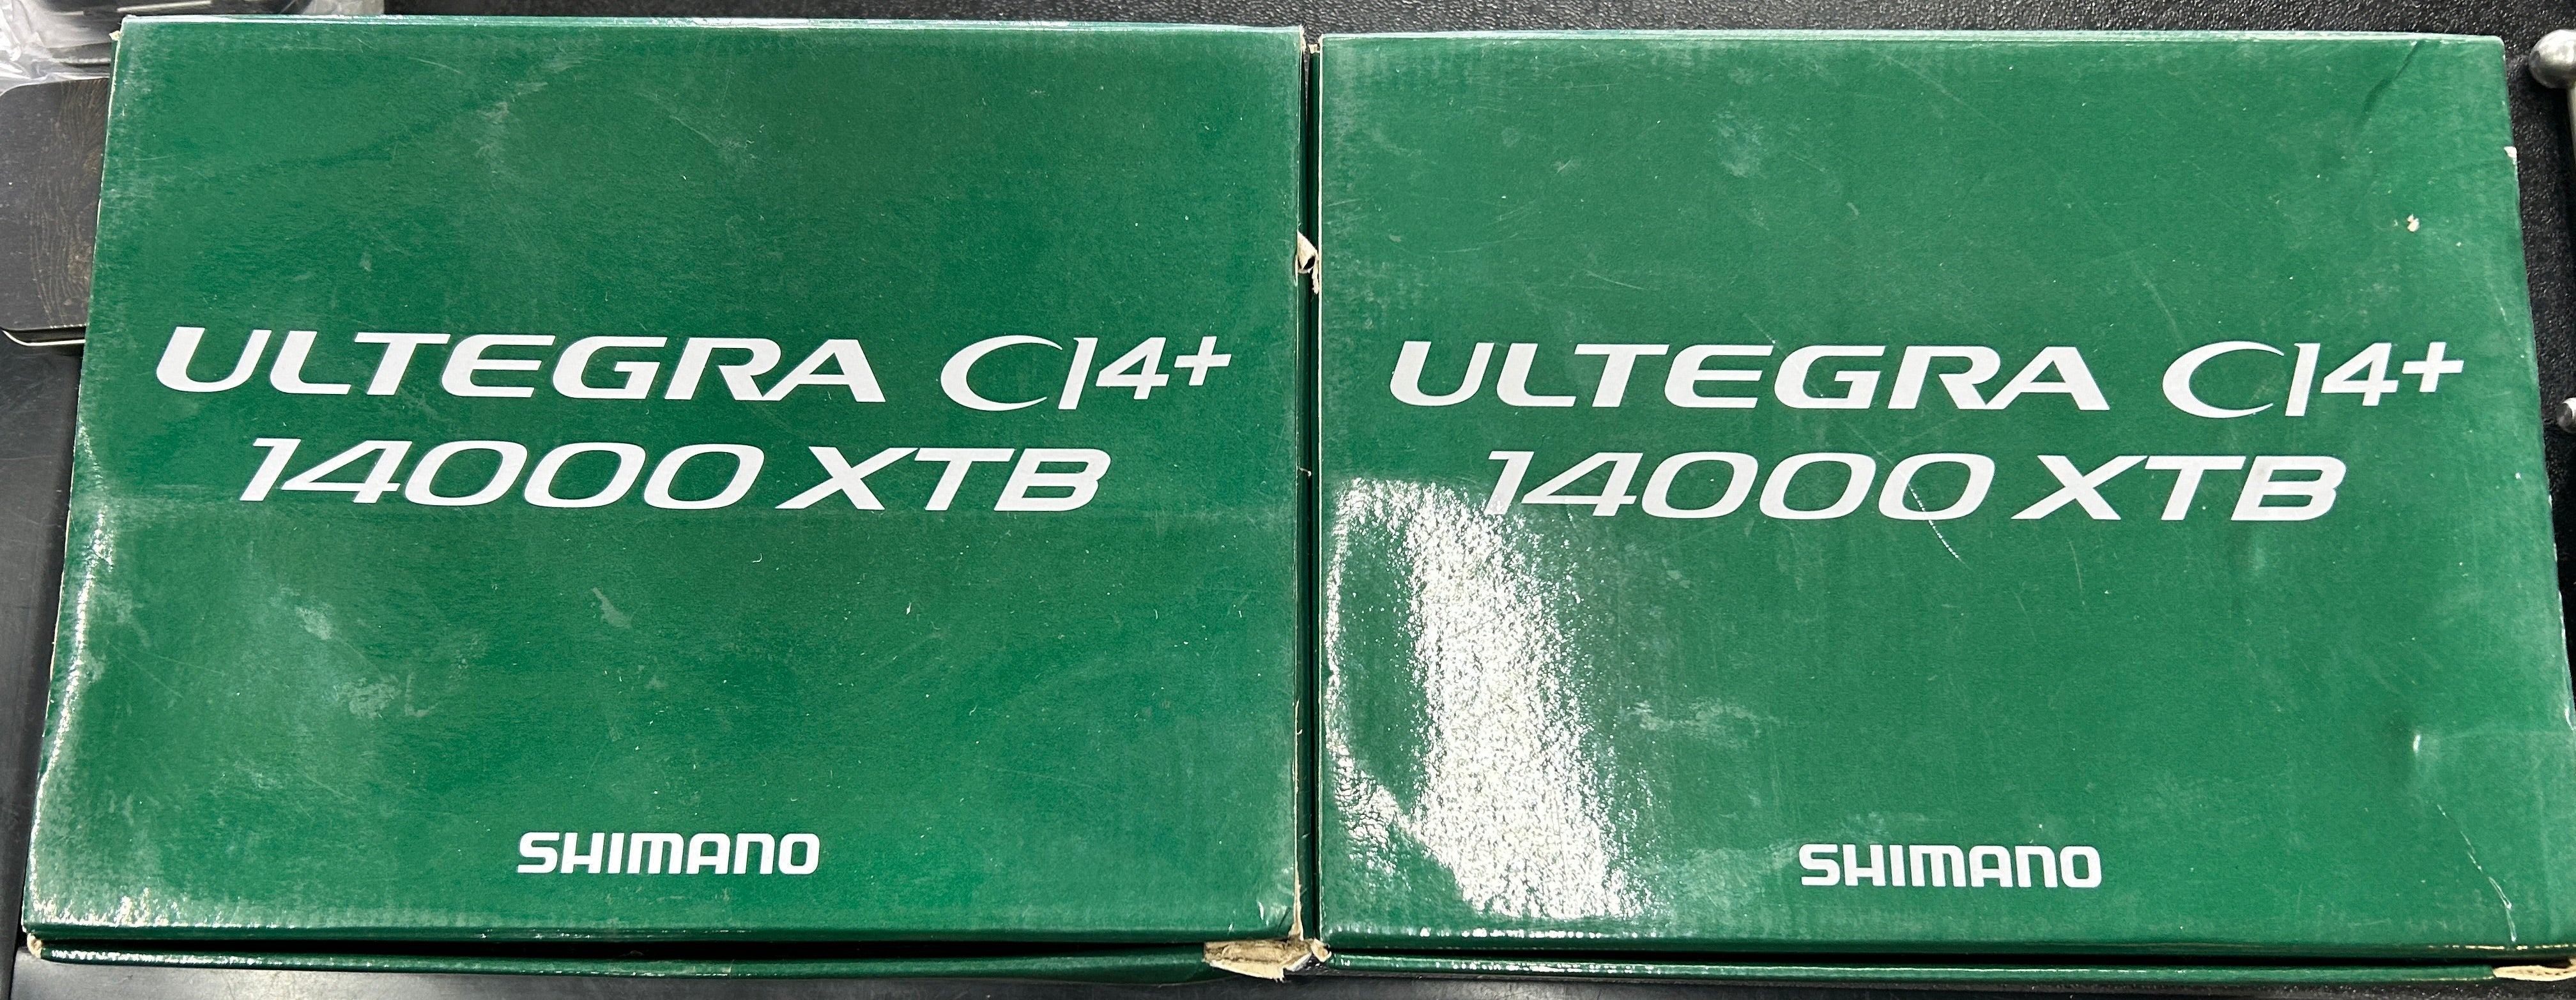 ULTEGRA CI4+
14000 XTB
SHIMANO
ULTEGRA CI4+
14000 XTB
SHIMANO